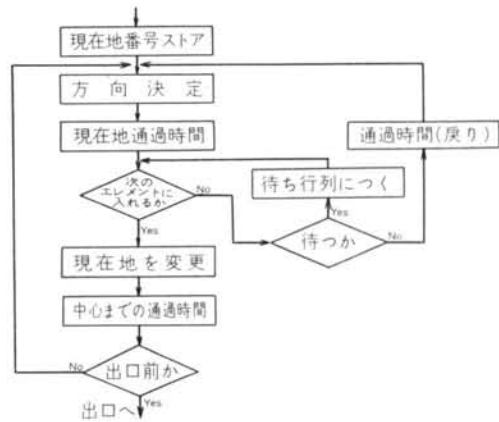 現在地番号ストア
方向決定
現在地通過時間
通過時間(戻り)
次の
エレメントに
入れるか
No
待ち行列につく
Yes
待つか
No
Yes
現在地を変更
中心までの通過時間
出口前か
No
Yes
出口へ